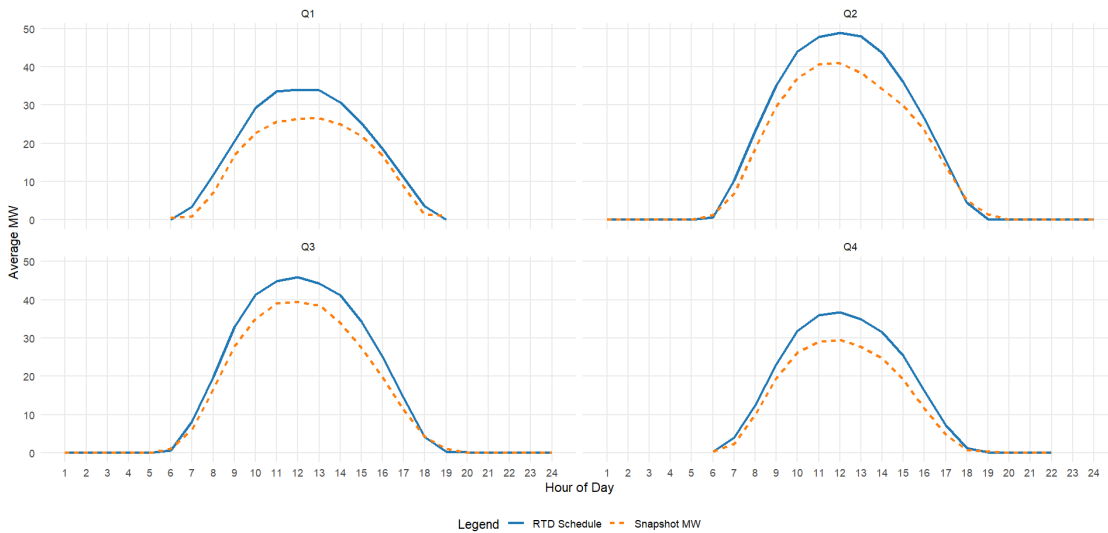 Q1
Q2
50
40
30
20
10
0
Q3
Q4
50
40
30
20
10
0
1 2 3 4 5 6 7 8 9 10 11 12 13 14 15 16 17 18 19 20 21 22 23 24
1 2 3 4 5 6 7 8 9 10 11 12 13 14 15 16 17 18 19 20 21 22 23 24
Average MW
Hour of Day
Legend RTD Schedule Snapshot MW